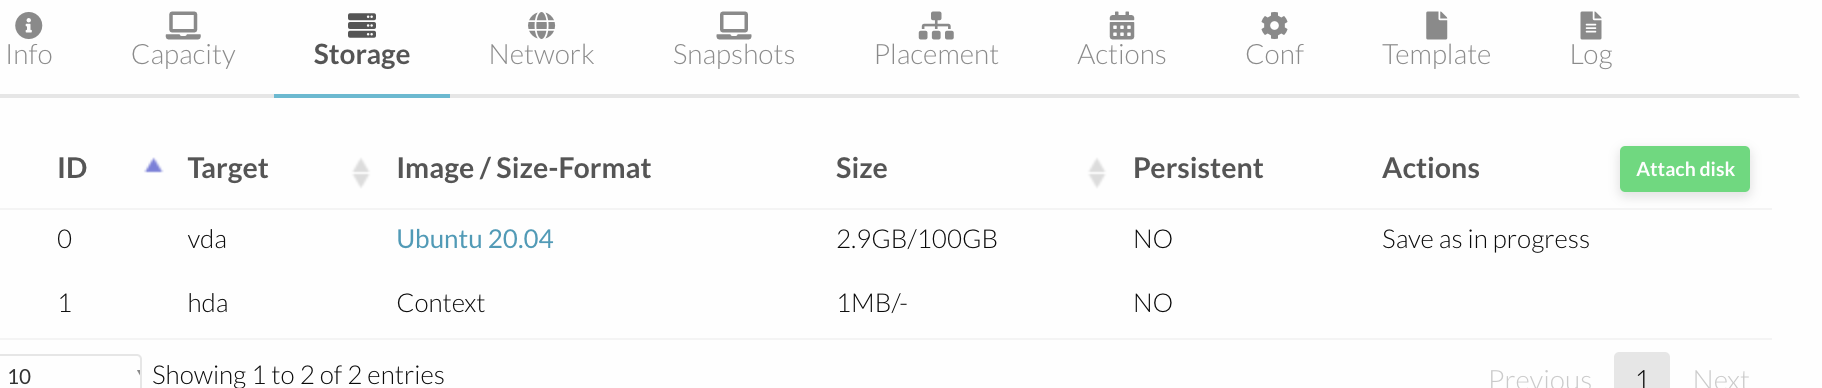 Info Capacity Storage Network Snapshots Placement Actions Conf Template Log
ID Target Image / Size-Format Size Persistent Actions Attach disk
0 vda Ubuntu 20.04 2.9GB/100GB NO Save as in progress
1 hda Context 1MB/- NO
10 Showing 1 to 2 of 2 entries Previous 1 Next